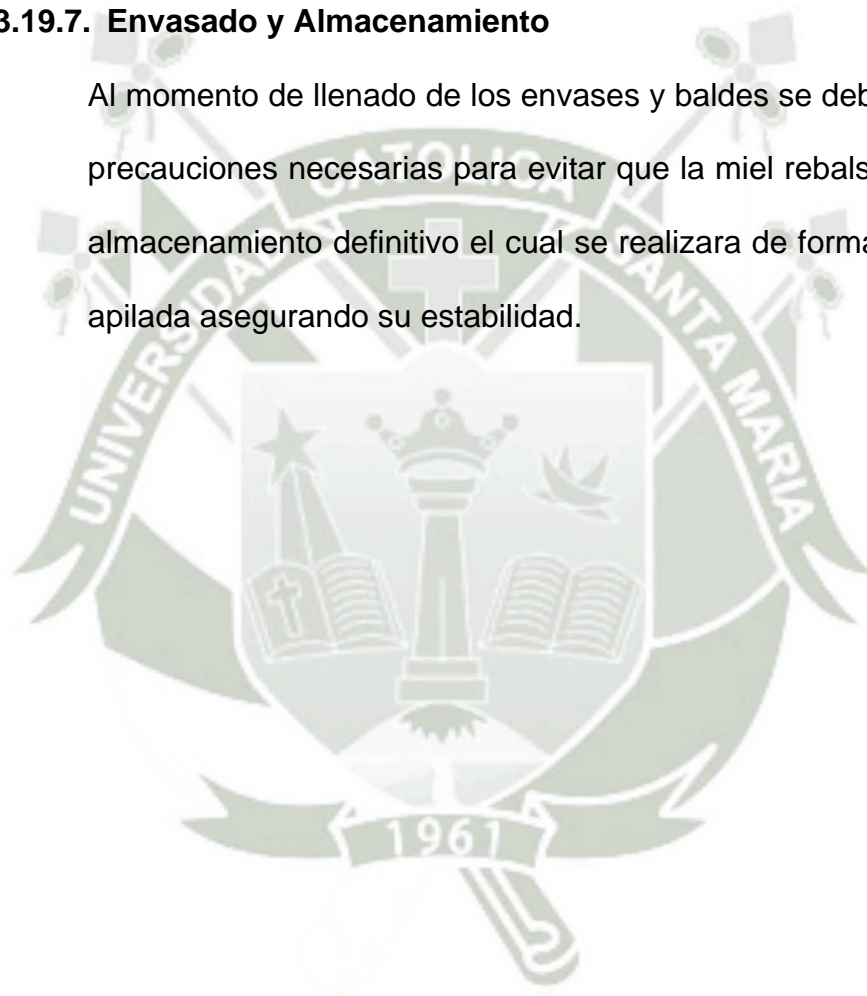 3.19.7. Envasado y Almacenamiento
Al momento de llenado de los envases y baldes se deb
precauciones necesarias para evitar que la miel rebals
almacenamiento definitivo el cual se realizara de forma
apilada asegurando su estabilidad.
UNIVERSIDAD CATOLICA SANTA MARIA
1961